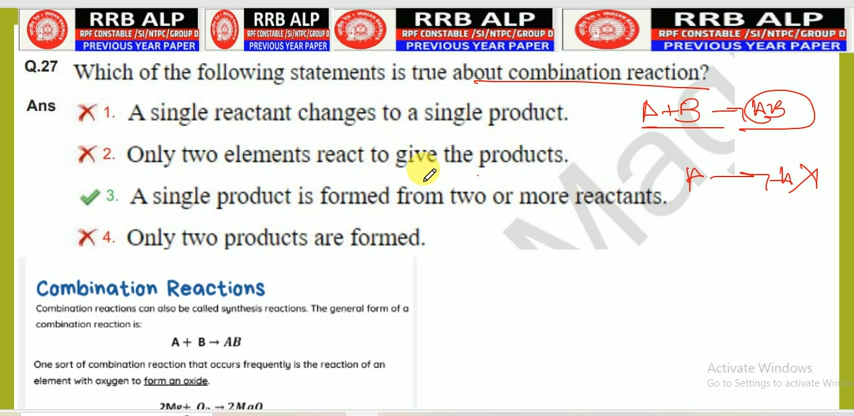 RRB ALP RRB ALP RRB ALP RRB ALP
RPF CONSTABLE /SI/NTPC/GROUP D RPF CONSTABLE /SI/NTPC/GROUP D RPF CONSTABLE /SI/NTPC/GROUP D RPF CONSTABLE /SI/NTPC/GROUP D
PREVIOUS YEAR PAPER PREVIOUS YEAR PAPER PREVIOUS YEAR PAPER PREVIOUS YEAR PAPER
Q.27 Which of the following statements is true about combination reaction?
Ans 1. A single reactant changes to a single product.
A+B → AB
2. Only two elements react to give the products.
A → A
3. A single product is formed from two or more reactants.
4. Only two products are formed.
Mad
Combination Reactions
Combination reactions can also be called synthesis reactions. The general form of a
combination reaction is:
A + B → AB
One sort of combination reaction that occurs frequently is the reaction of an
element with oxygen to form an oxide.
2Mg+ O₂ → 2MgO
Activate Windows
Go to Settings to activate Win